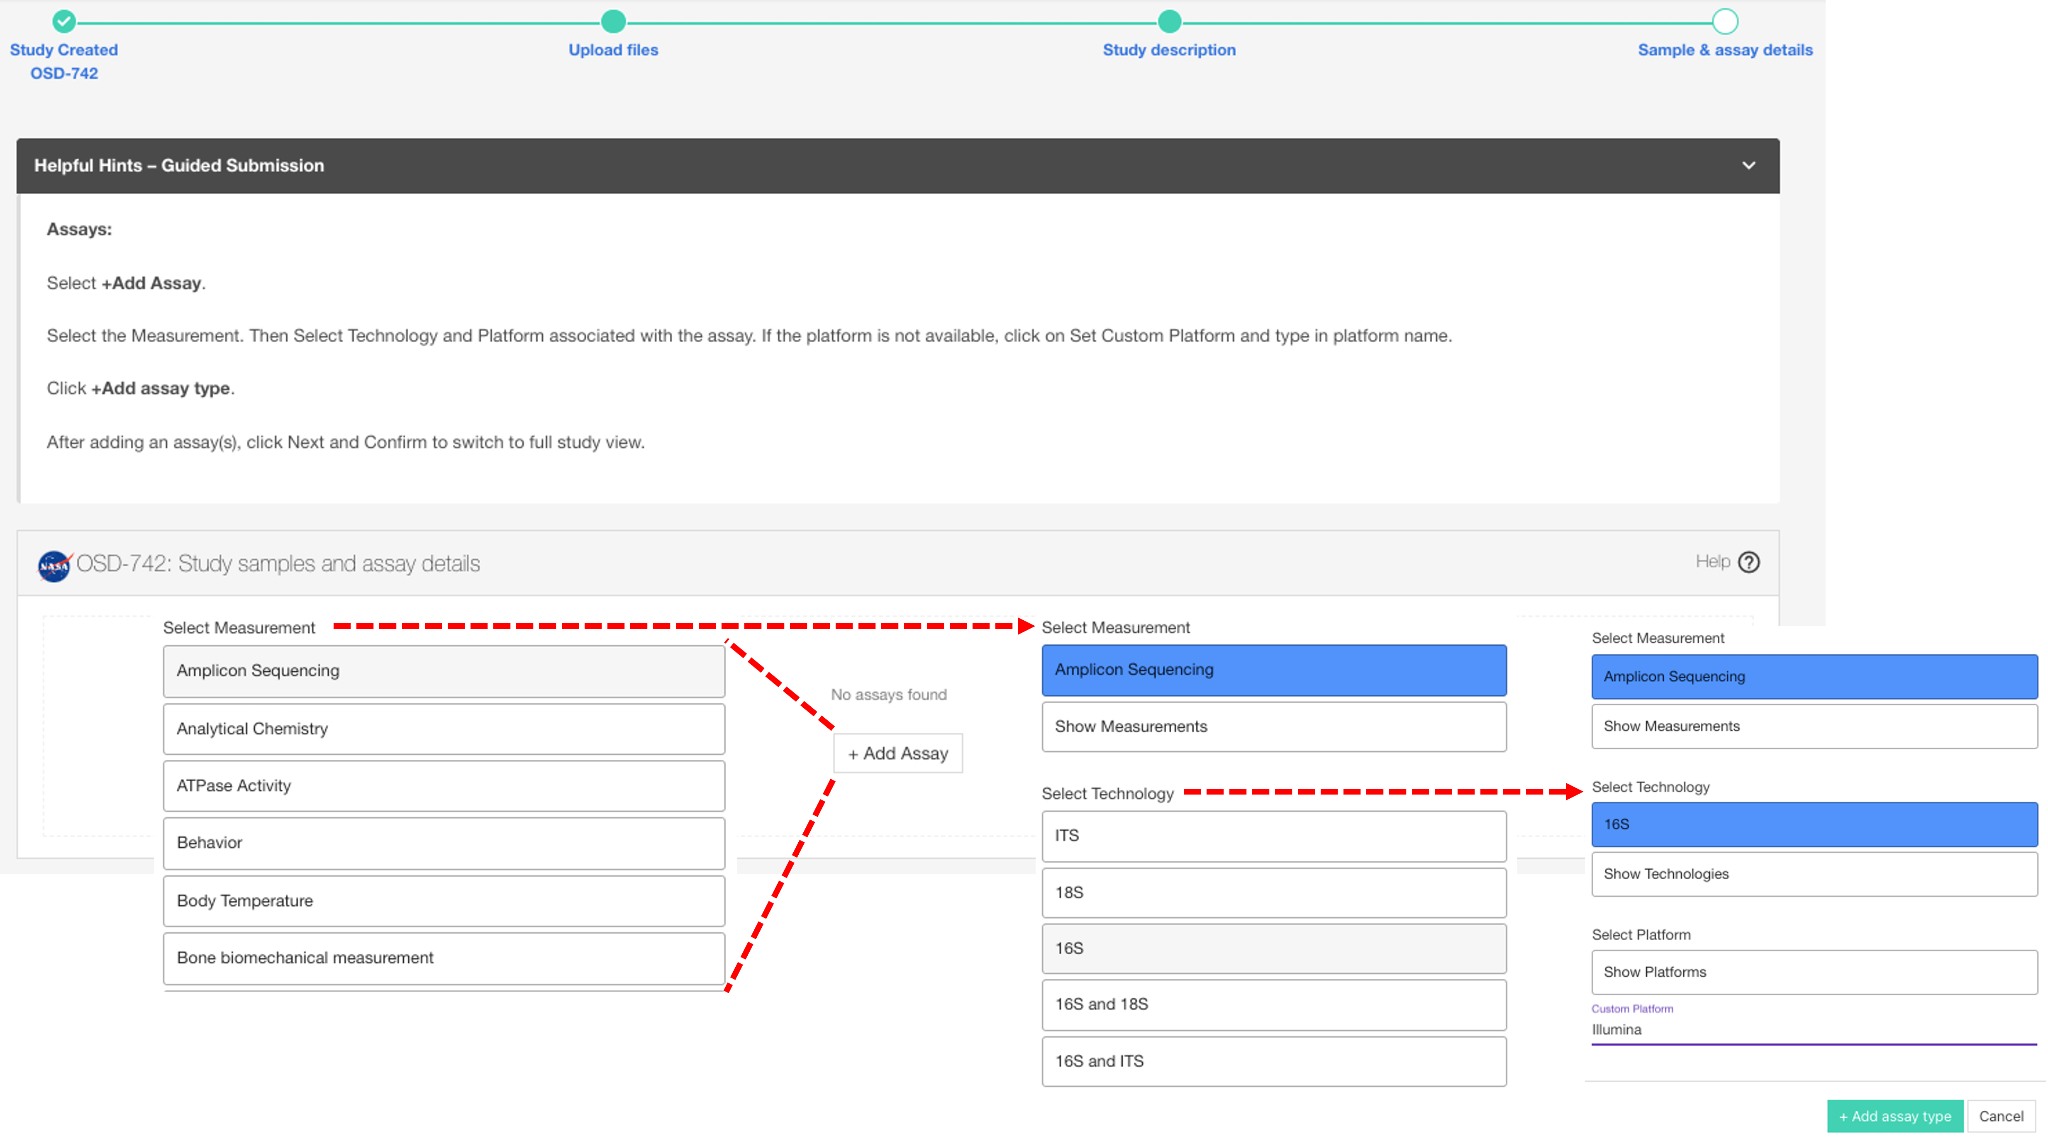 Study Created
OSD-742
Upload files
Study description
Sample & assay details
Helpful Hints – Guided Submission
Assays:
Select +Add Assay.
Select the Measurement. Then Select Technology and Platform associated with the assay. If the platform is not available, click on Set Custom Platform and type in platform name.
Click +Add assay type.
After adding an assay(s), click Next and Confirm to switch to full study view.
NASA
OSD-742: Study samples and assay details
Help ?
Select Measurement
Amplicon Sequencing
Analytical Chemistry
ATPase Activity
Behavior
Body Temperature
Bone biomechanical measurement
No assays found
+ Add Assay
Select Measurement
Amplicon Sequencing
Show Measurements
Select Technology
ITS
18S
16S
16S and 18S
16S and ITS
Select Measurement
Amplicon Sequencing
Show Measurements
Select Technology
16S
Show Technologies
Select Platform
Show Platforms
Custom Platform
Illumina
+ Add assay type
Cancel